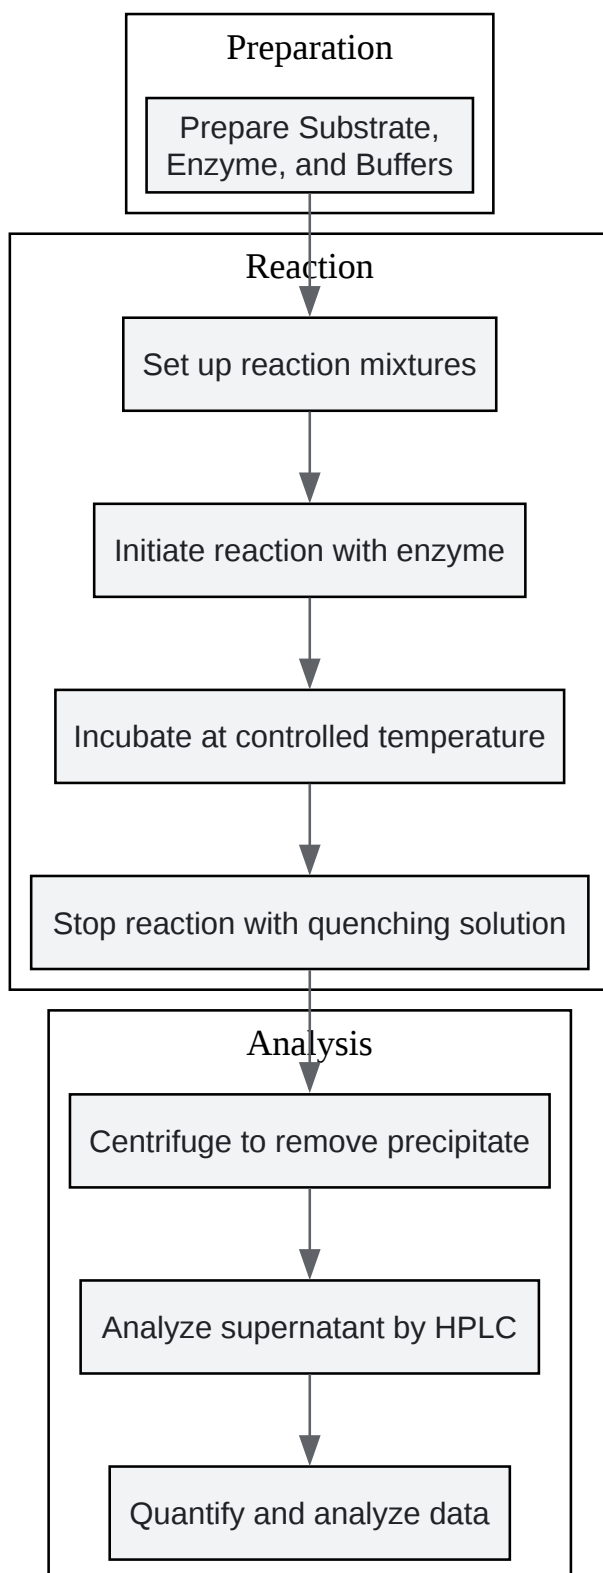 Preparation
Prepare Substrate,
Enzyme, and Buffers
Reaction
Set up reaction mixtures
Initiate reaction with enzyme
Incubate at controlled temperature
Stop reaction with quenching solution
Analysis
Centrifuge to remove precipitate
Analyze supernatant by HPLC
Quantify and analyze data